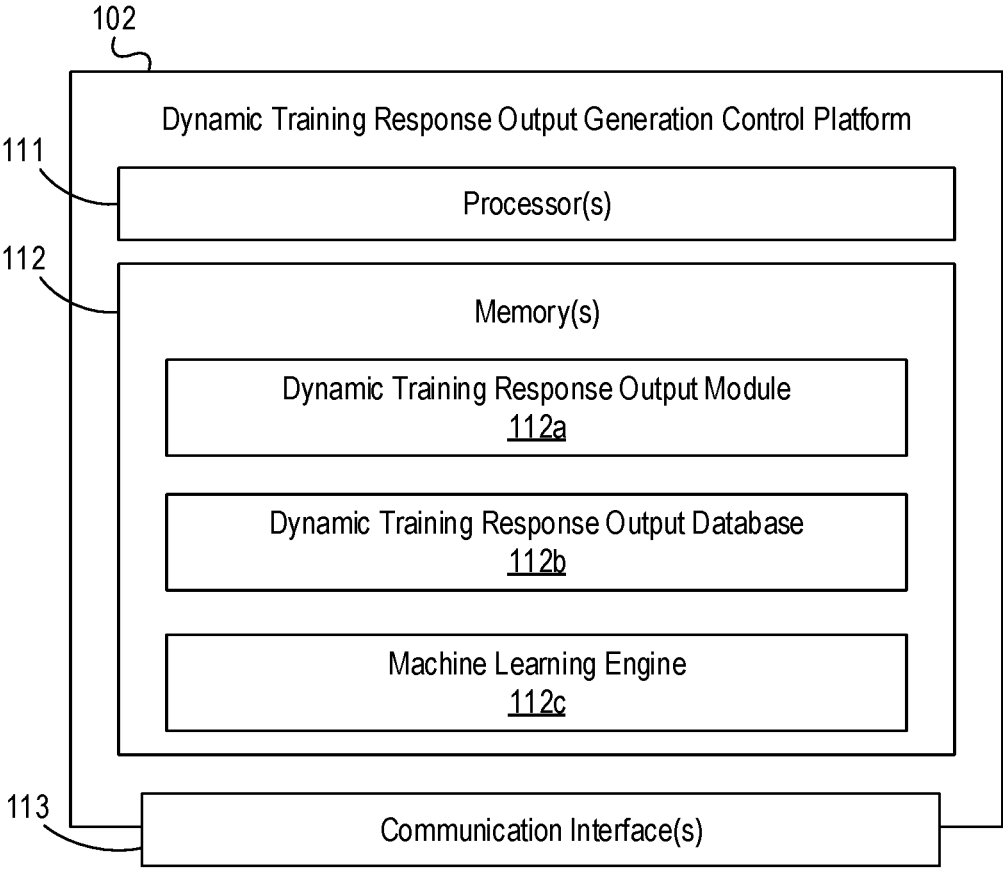 102
Dynamic Training Response Output Generation Control Platform
111
Processor(s)
112
Memory(s)
Dynamic Training Response Output Module
112a
Dynamic Training Response Output Database
112b
Machine Learning Engine
112c
113
Communication Interface(s)